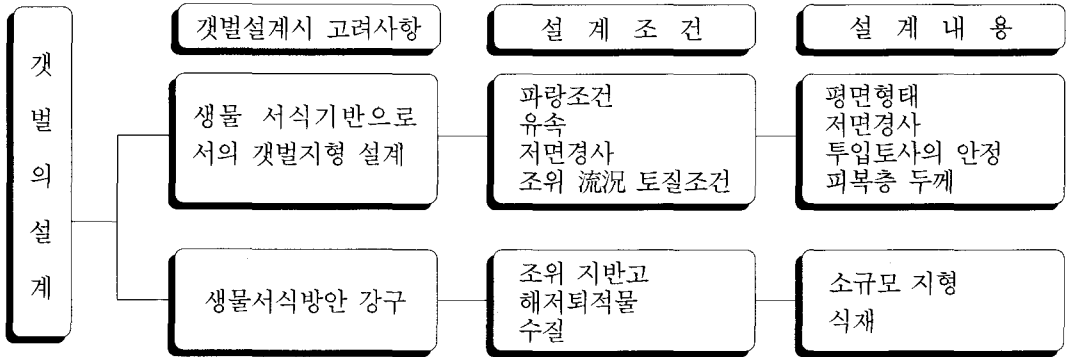 갯벌의설계
갯벌설계시 고려사항
설 계 조 건
설 계 내 용
생물 서식기반으로
서의 갯벌지형 설계
파랑조건
유속
저면경사
조위 流況 토질조건
평면형태
저면경사
투입토사의 안정
피복층 두께
생물서식방안 강구
조위 지반고
해저퇴적물
수질
소규모 지형
식재